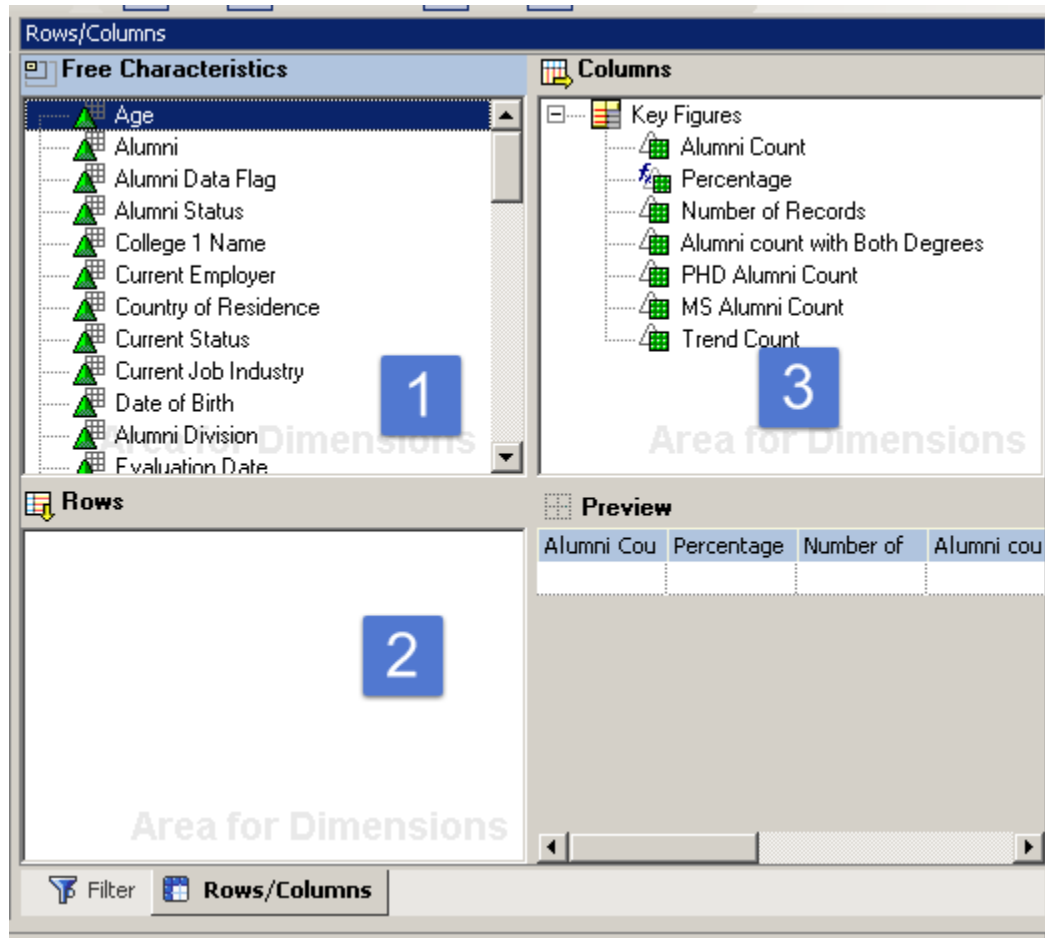 Rows/Columns
Free Characteristics
Age
Alumni
Alumni Data Flag
Alumni Status
College 1 Name
Current Employer
Country of Residence
Current Status
Current Job Industry
Date of Birth
Alumni Division
Evaluation Date
Area for Dimensions
1
Columns
Key Figures
Alumni Count
Percentage
Number of Records
Alumni count with Both Degrees
PHD Alumni Count
MS Alumni Count
Trend Count
3
Area for Dimensions
Rows
2
Area for Dimensions
Preview
Alumni Cou Percentage Number of Alumni cou
Filter Rows/Columns